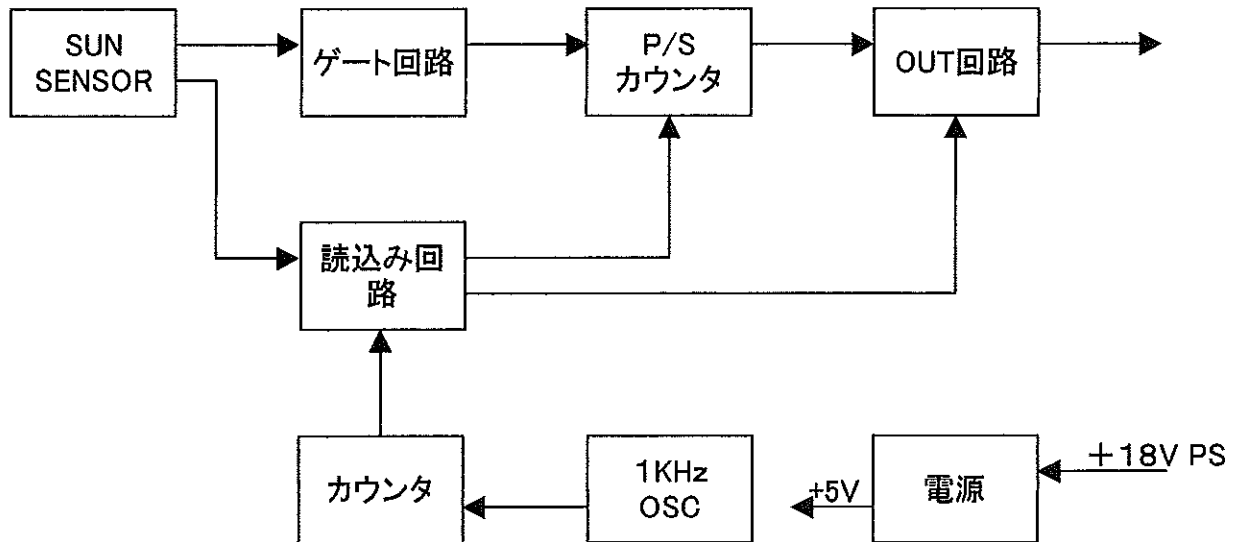 SUN
SENSOR
ゲート回路
P/S
カウンタ
OUT回路
読込み回
路
カウンタ
1KHz
OSC
+5V
電源
＋18V PS